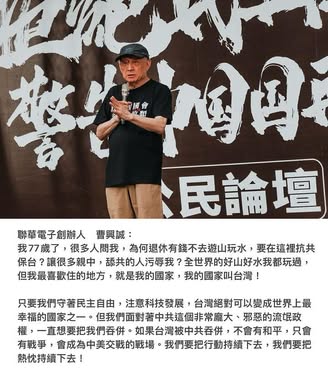 警告
民論壇
聯華電子創辦人　曹興誠：
我77歲了，很多人問我，為何退休有錢不去遊山玩水，要在這裡抗共
保台？讓很多親中，舔共的人污辱我？全世界的好山好水我都玩過，
但我最喜歡住的地方，就是我的國家，我的國家叫台灣！
只要我們守著民主自由，注意科技發展，台灣絕對可以變成世界上最
幸福的國家之一。但我們面對著中共這個非常龐大、邪惡的流氓政
權，一直想要把我們吞併。如果台灣被中共吞併，不會有和平，只會
有戰爭，會成為中美交戰的戰場。我們要把行動持續下去，我們要把
熱忱持續下去！